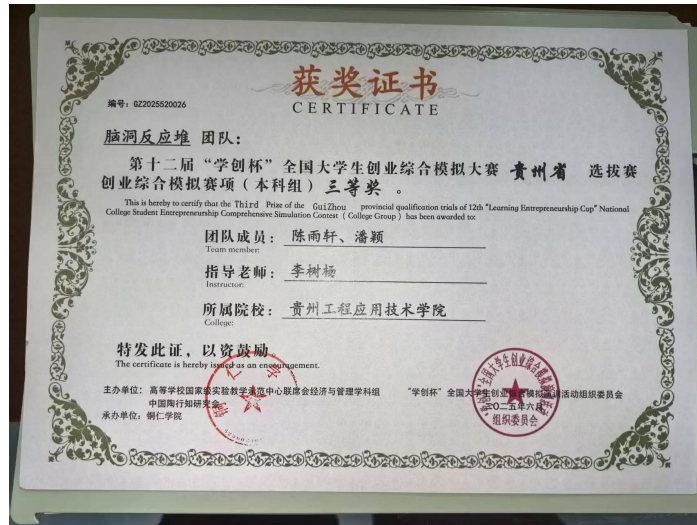 获奖证书
CERTIFICATE
编号：GZ2025520026
脑洞反应堆 团队：
第十二届“学创杯”全国大学生创业综合模拟大赛 贵州省 选拔赛
创业综合模拟赛项（本科组）三等奖 。
This is hereby to certify that the Third Prize of the GuiZhou provincial qualification trials of 12th "Learning Entrepreneurship Cup" National
College Student Entrepreneurship Comprehensive Simulation Contest ( College Group ) has been awarded to:
团队成员： 陈雨轩、潘颖
Team member:
指导老师： 李树杨
Instructor:
所属院校： 贵州工程应用技术学院
College:
特发此证，以资鼓励。
The certificate is hereby issued as an encouragement.
主办单位：高等学校国家级实验教学示范中心联席会经济与管理学科组
中国陶行知研究会
承办单位：铜仁学院
“学创杯”全国大学生创业综合模拟演训活动组织委员会
二〇二五年六月
组织委员会